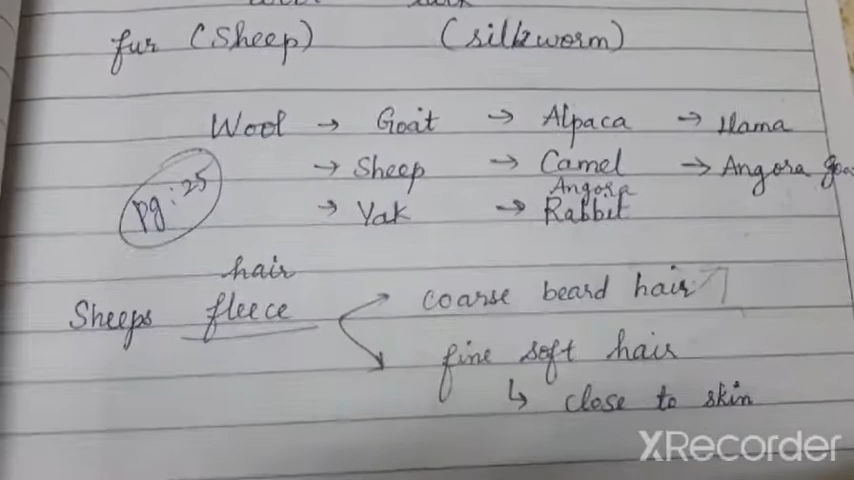 fur (Sheep) (silkworm)
Wool → Goat → Alpaca → Llama
→ Sheep → Camel → Angora
pg: 25
→ Yak → Angora Rabbit
hair
Sheeps fleece coarse beard hair
fine soft hair
↳ close to skin
XRecorder